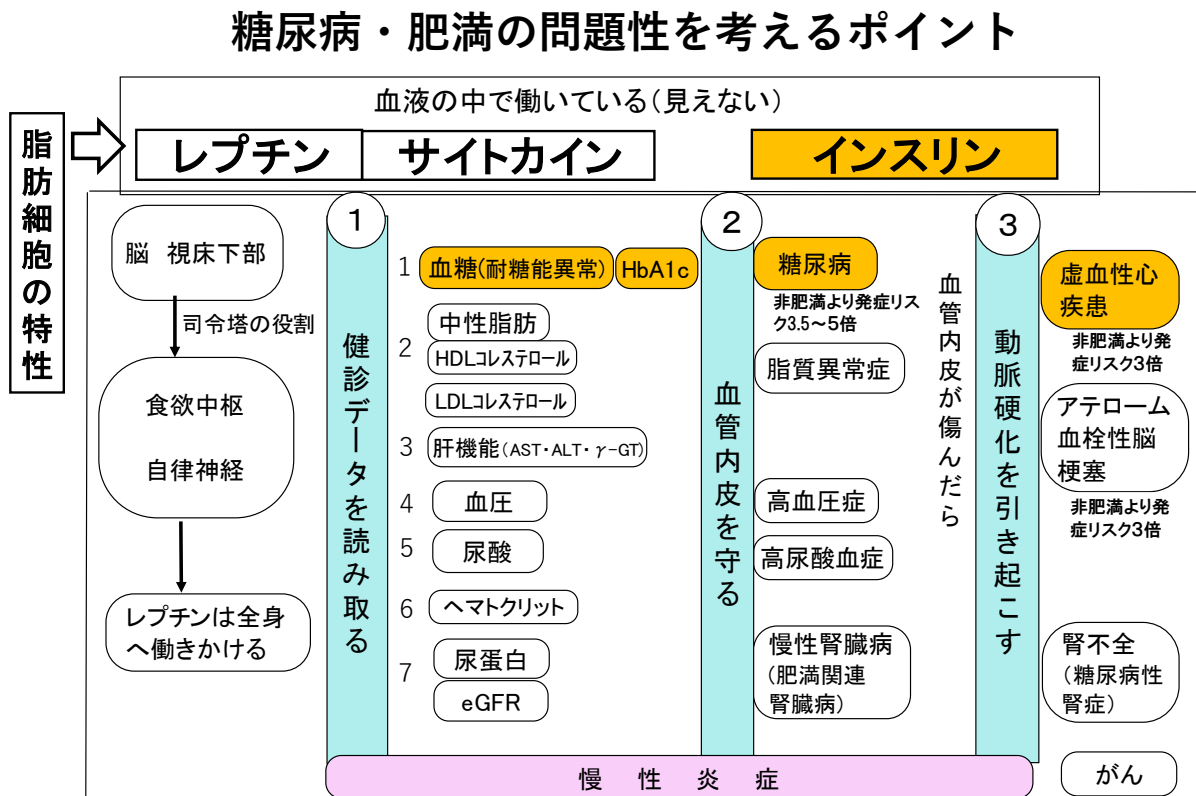 糖尿病・肥満の問題性を考えるポイント
脂肪細胞の特性
血液の中で働いている(見えない)
レプチン
サイトカイン
インスリン
脳 視床下部
司令塔の役割
食欲中枢
自律神経
レプチンは全身
へ働きかける
1
健診データを読み取る
1
血糖(耐糖能異常)
HbA1c
2
中性脂肪
HDLコレステロール
LDLコレステロール
3
肝機能(AST・ALT・γ-GT)
4
血圧
5
尿酸
6
ヘマトクリット
7
尿蛋白
eGFR
2
血管内皮を守る
糖尿病
非肥満より発症リス
ク3.5～5倍
脂質異常症
高血圧症
高尿酸血症
慢性腎臓病
(肥満関連
腎臓病)
血管内皮が傷んだら
3
動脈硬化を引き起こす
虚血性心
疾患
非肥満より発
症リスク3倍
アテローム
血栓性脳
梗塞
非肥満より発
症リスク3倍
腎不全
(糖尿病性
腎症)
慢性炎症
がん